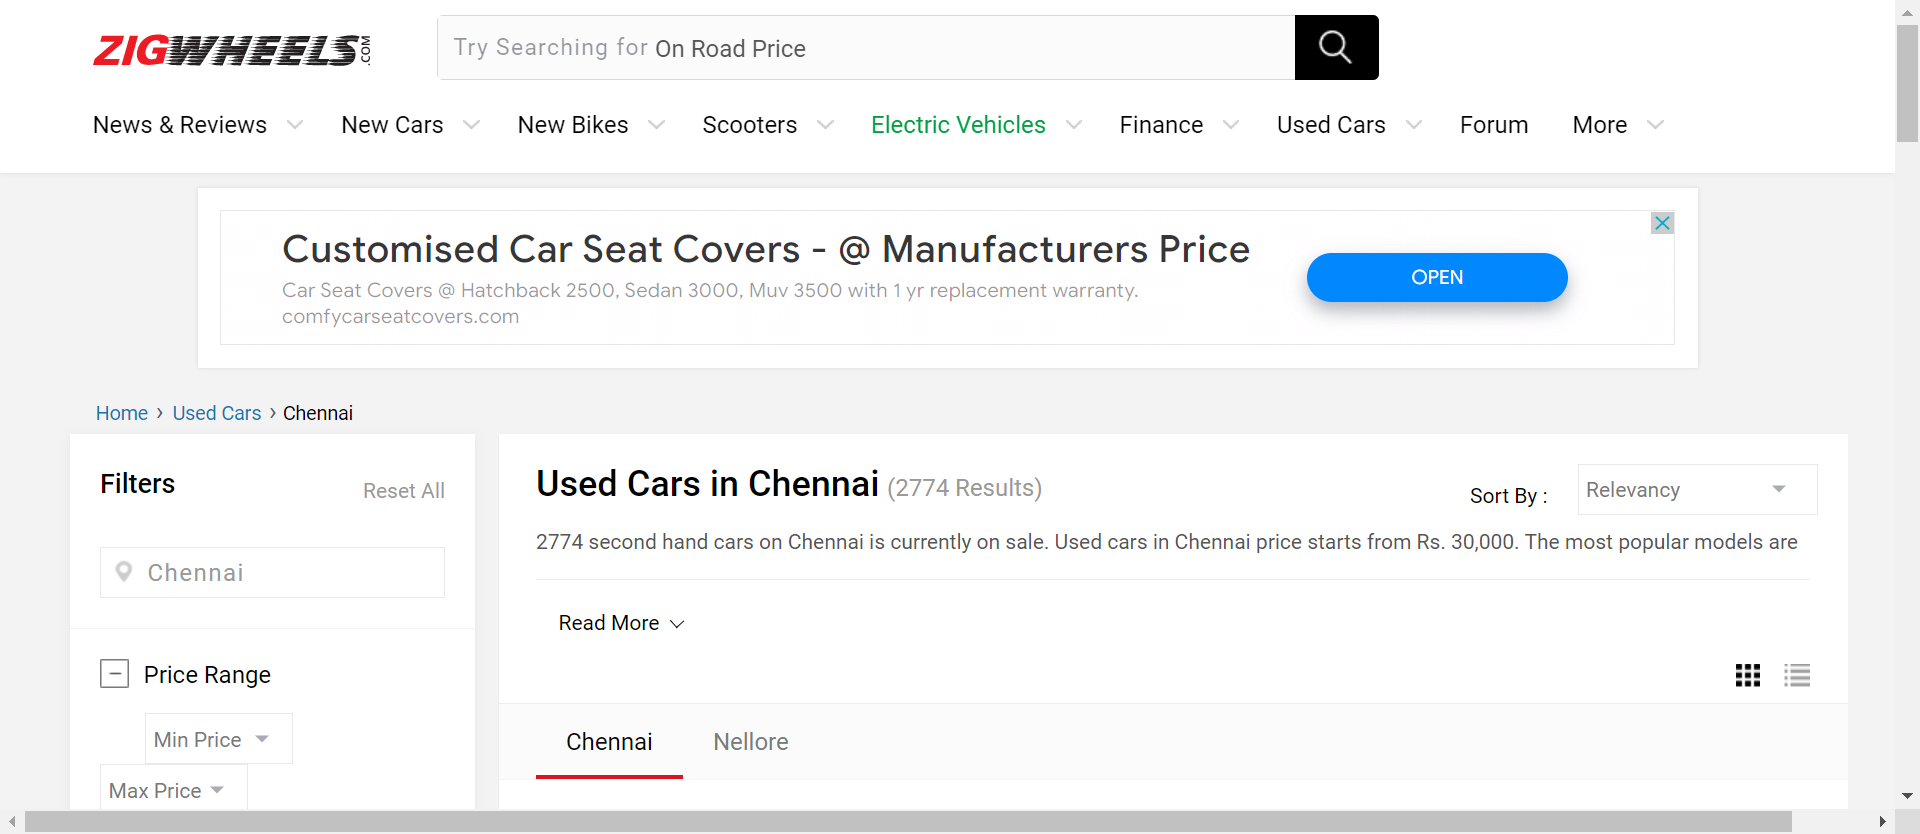 ZIGWHEELS.COM
Try Searching for On Road Price
News & Reviews New Cars New Bikes Scooters Electric Vehicles Finance Used Cars Forum More
Customised Car Seat Covers - @ Manufacturers Price
Car Seat Covers @ Hatchback 2500, Sedan 3000, Muv 3500 with 1 yr replacement warranty.
comfycarseatcovers.com
OPEN
Home › Used Cars › Chennai
Filters
Reset All
Chennai
Price Range
Min Price
Max Price
Used Cars in Chennai (2774 Results)
Sort By :
Relevancy
2774 second hand cars on Chennai is currently on sale. Used cars in Chennai price starts from Rs. 30,000. The most popular models are
Read More
Chennai Nellore